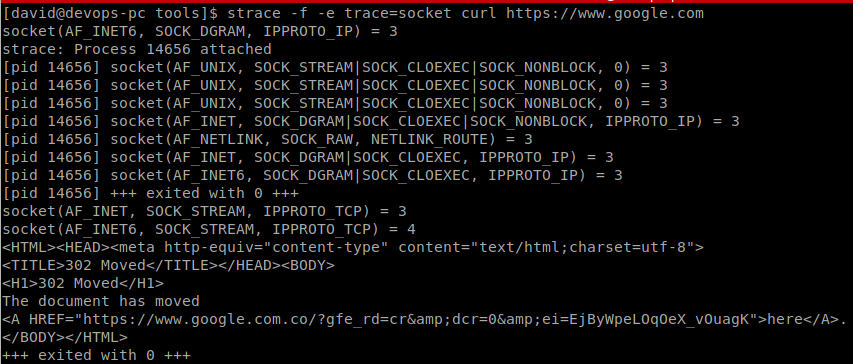 [david@devops-pc tools]$ strace -f -e trace=socket curl https://www.google.com
socket(AF_INET6, SOCK_DGRAM, IPPROTO_IP) = 3
strace: Process 14656 attached
[pid 14656] socket(AF_UNIX, SOCK_STREAM|SOCK_CLOEXEC|SOCK_NONBLOCK, 0) = 3
[pid 14656] socket(AF_UNIX, SOCK_STREAM|SOCK_CLOEXEC|SOCK_NONBLOCK, 0) = 3
[pid 14656] socket(AF_UNIX, SOCK_STREAM|SOCK_CLOEXEC|SOCK_NONBLOCK, 0) = 3
[pid 14656] socket(AF_INET, SOCK_DGRAM|SOCK_CLOEXEC|SOCK_NONBLOCK, IPPROTO_IP) = 3
[pid 14656] socket(AF_NETLINK, SOCK_RAW, NETLINK_ROUTE) = 3
[pid 14656] socket(AF_INET, SOCK_DGRAM|SOCK_CLOEXEC, IPPROTO_IP) = 3
[pid 14656] socket(AF_INET6, SOCK_DGRAM|SOCK_CLOEXEC, IPPROTO_IP) = 3
[pid 14656] +++ exited with 0 +++
socket(AF_INET, SOCK_STREAM, IPPROTO_TCP) = 3
socket(AF_INET6, SOCK_STREAM, IPPROTO_TCP) = 4
<HTML><HEAD><meta http-equiv="content-type" content="text/html;charset=utf-8">
<TITLE>302 Moved</TITLE></HEAD><BODY>
<H1>302 Moved</H1>
The document has moved
<A HREF="https://www.google.com.co/?gfe_rd=cr&amp;dcr=0&amp;ei=EjByWpeLOqOeX_vOuagK">here</A>.
</BODY></HTML>
+++ exited with 0 +++